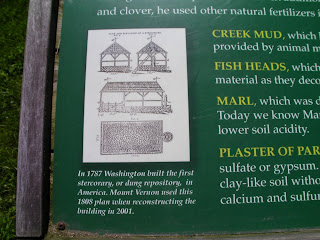 and clover, he used other natural fertilizers i
CREEK MUD, which
provided by animal m
FISH HEADS, which
material as they deco
MARL, which was d
Today we know Mar
lower soil acidity.
PLASTER OF PAR
sulfate or gypsum.
clay-like soil witho
calcium and sulfu
In 1787 Washington built the first
stercorary, or dung repository, in
America. Mount Vernon used this
1808 plan when reconstructing the
building in 2001.